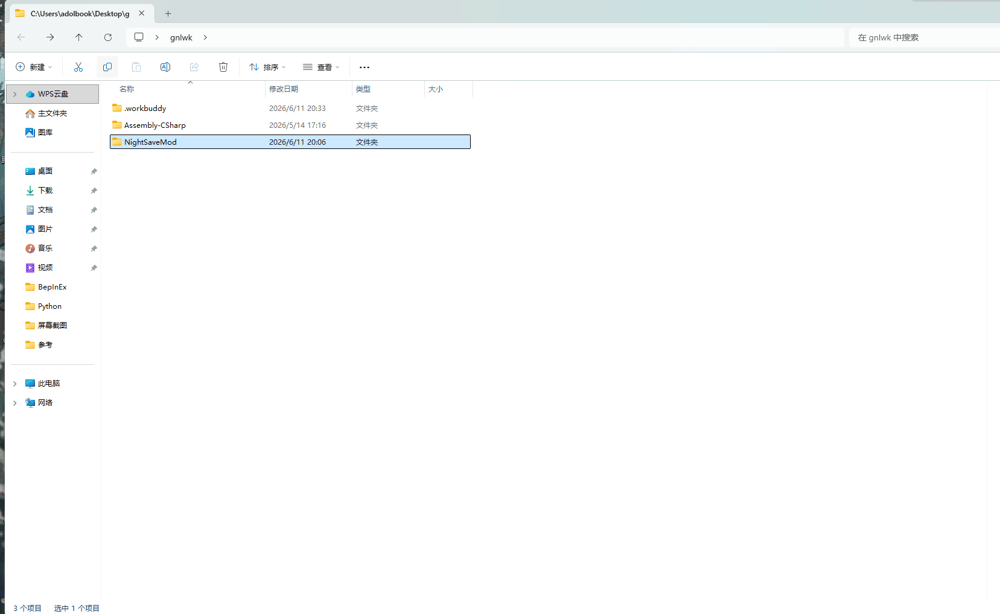 C:\Users\adolbook\Desktop\g
gnlwk
在 gnlwk 中搜索
新建
排序
查看
WPS云盘
主文件夹
图库
桌面
下载
文档
图片
音乐
视频
BepInEx
Python
屏幕截图
参考
此电脑
网络
名称 修改日期 类型 大小
.workbuddy 2026/6/11 20:33 文件夹
Assembly-CSharp 2026/5/14 17:16 文件夹
NightSaveMod 2026/6/11 20:06 文件夹
3 个项目 选中 1 个项目